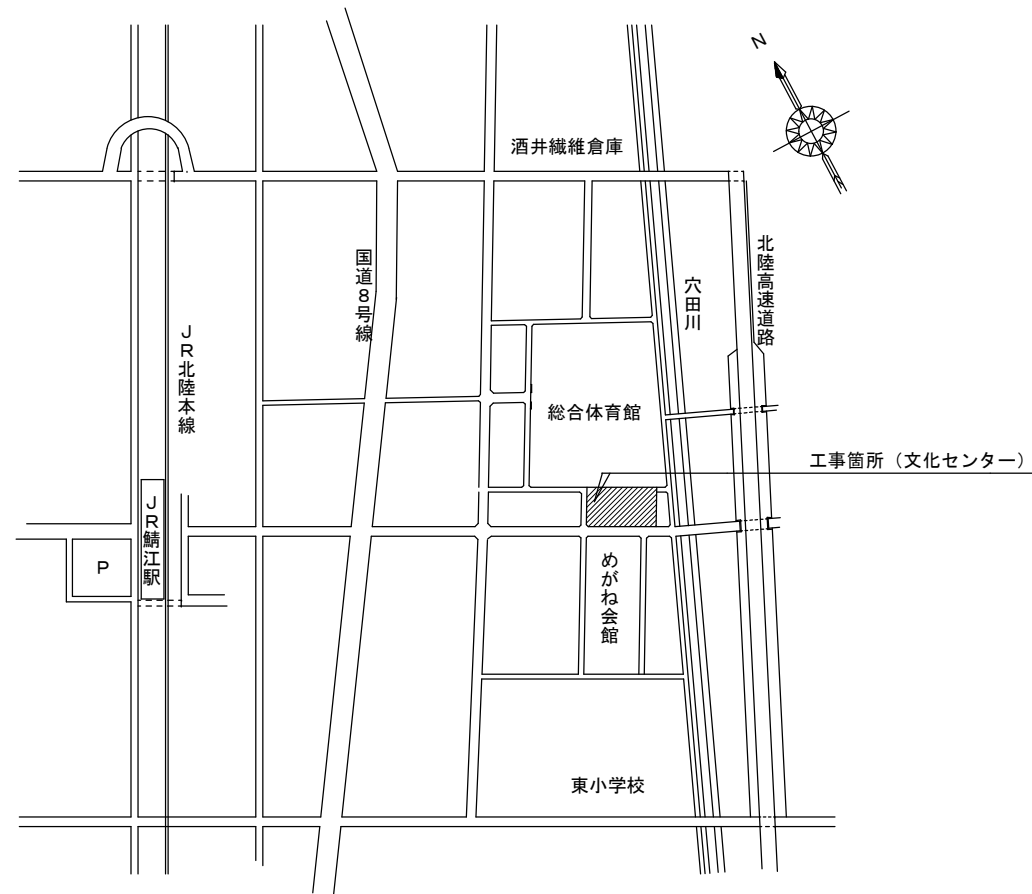 N
酒井繊維倉庫
北陸高速道路
国道8号線
穴田川
JR北陸本線
総合体育館
工事箇所（文化センター）
JR鯖江駅
P
めがね会館
東小学校